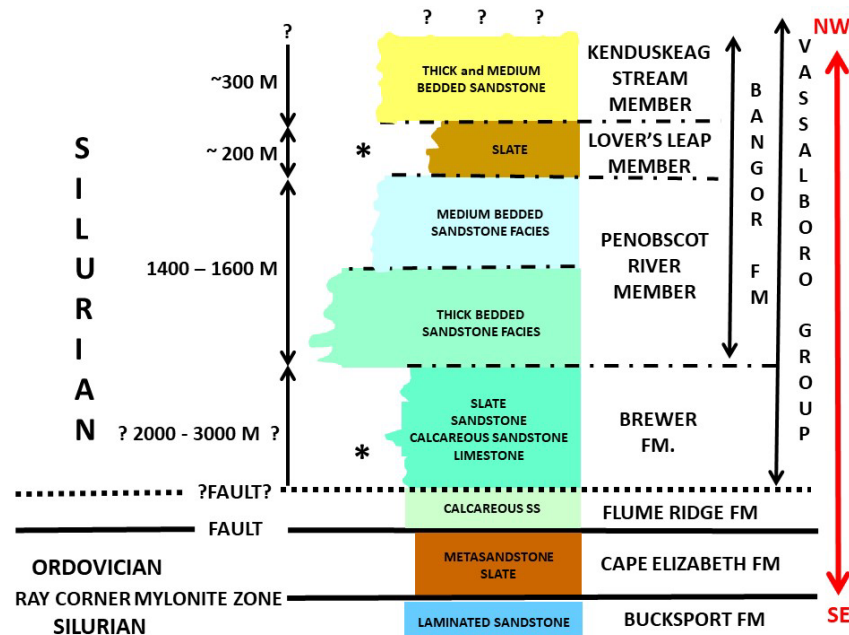 ? ? ?
?
NW
~300 M
THICK and MEDIUM
BEDDED SANDSTONE
KENDUSKEAG
STREAM
MEMBER
~ 200 M
*
SLATE
LOVER'S LEAP
MEMBER
SILURIAN
1400 – 1600 M
MEDIUM BEDDED
SANDSTONE FACIES
PENOBSCOT
RIVER
MEMBER
THICK BEDDED
SANDSTONE FACIES
BANGOR FM
VASSALBORO GROUP
? 2000 - 3000 M ?
*
SLATE
SANDSTONE
CALCAREOUS SANDSTONE
LIMESTONE
BREWER
FM.
?FAULT?
CALCAREOUS SS
FLUME RIDGE FM
FAULT
ORDOVICIAN
METASANDSTONE
SLATE
CAPE ELIZABETH FM
RAY CORNER MYLONITE ZONE
SILURIAN
LAMINATED SANDSTONE
BUCKSPORT FM
SE